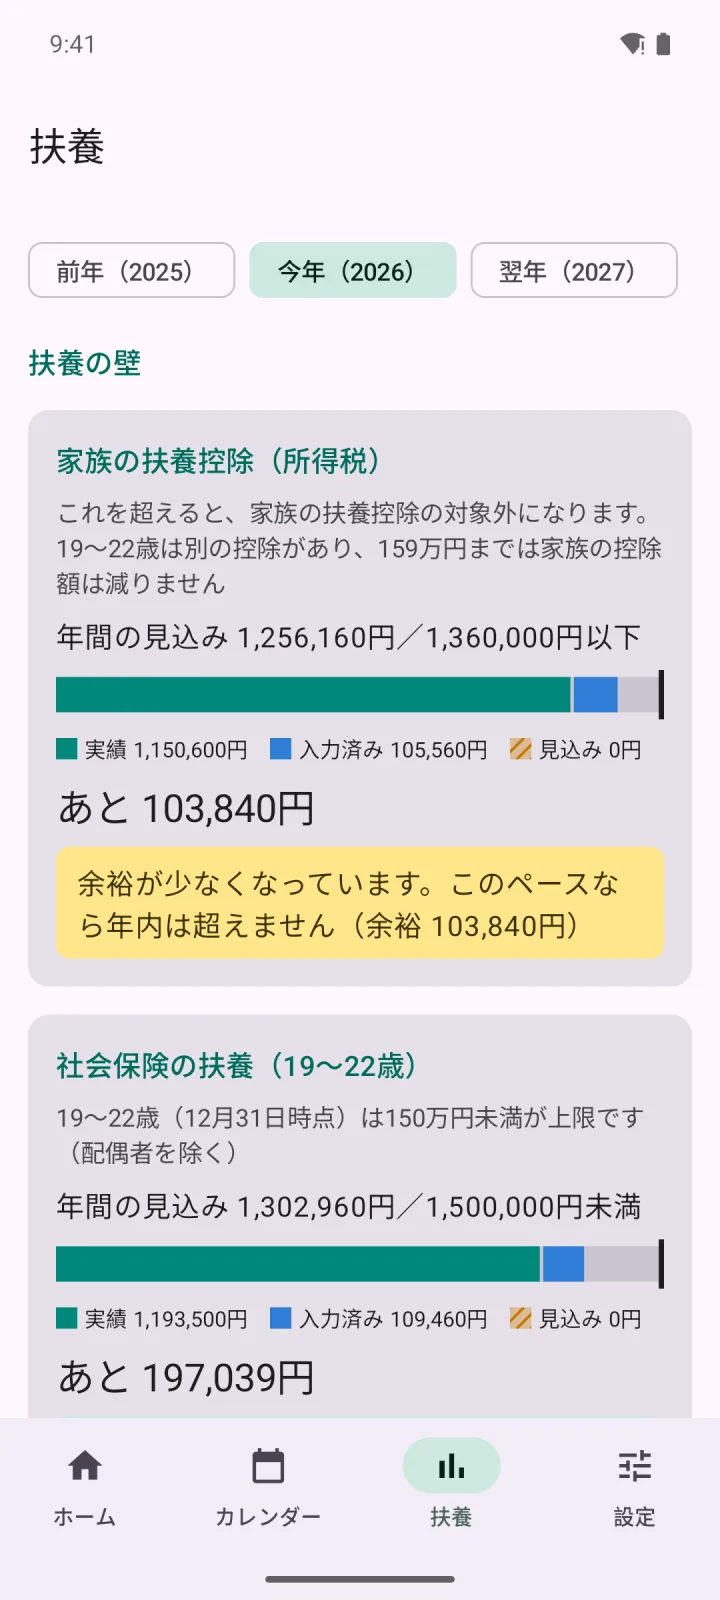 9:41
扶養
前年（2025）
今年（2026）
翌年（2027）
扶養の壁
家族の扶養控除（所得税）
これを超えると、家族の扶養控除の対象外になります。
19〜22歳は別の控除があり、159万円までは家族の控除
額は減りません
年間の見込み 1,256,160円／1,360,000円以下
実績 1,150,600円
入力済み 105,560円
見込み 0円
あと 103,840円
余裕が少なくなっています。このペースな
ら年内は超えません（余裕 103,840円）
社会保険の扶養（19〜22歳）
19〜22歳（12月31日時点）は150万円未満が上限です
（配偶者を除く）
年間の見込み 1,302,960円／1,500,000円未満
実績 1,193,500円
入力済み 109,460円
見込み 0円
あと 197,039円
ホーム
カレンダー
扶養
設定